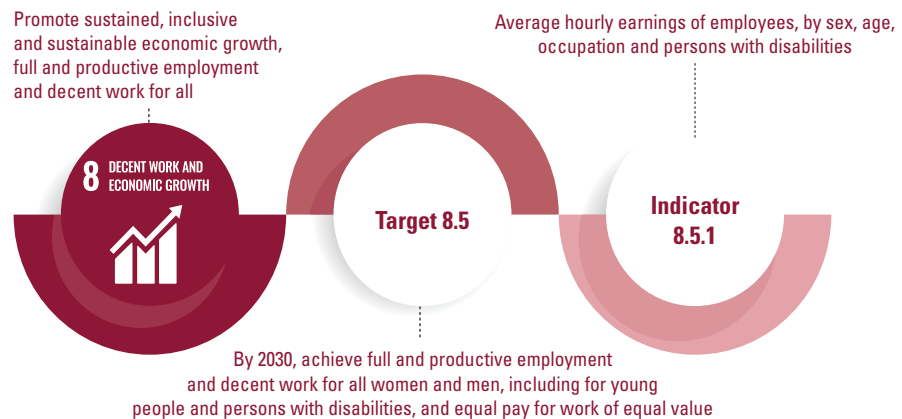 Promote sustained, inclusive
and sustainable economic growth,
full and productive employment
and decent work for all
8 DECENT WORK AND
ECONOMIC GROWTH
Target 8.5
By 2030, achieve full and productive employment
and decent work for all women and men, including for young
people and persons with disabilities, and equal pay for work of equal value
Average hourly earnings of employees, by sex, age,
occupation and persons with disabilities
Indicator
8.5.1